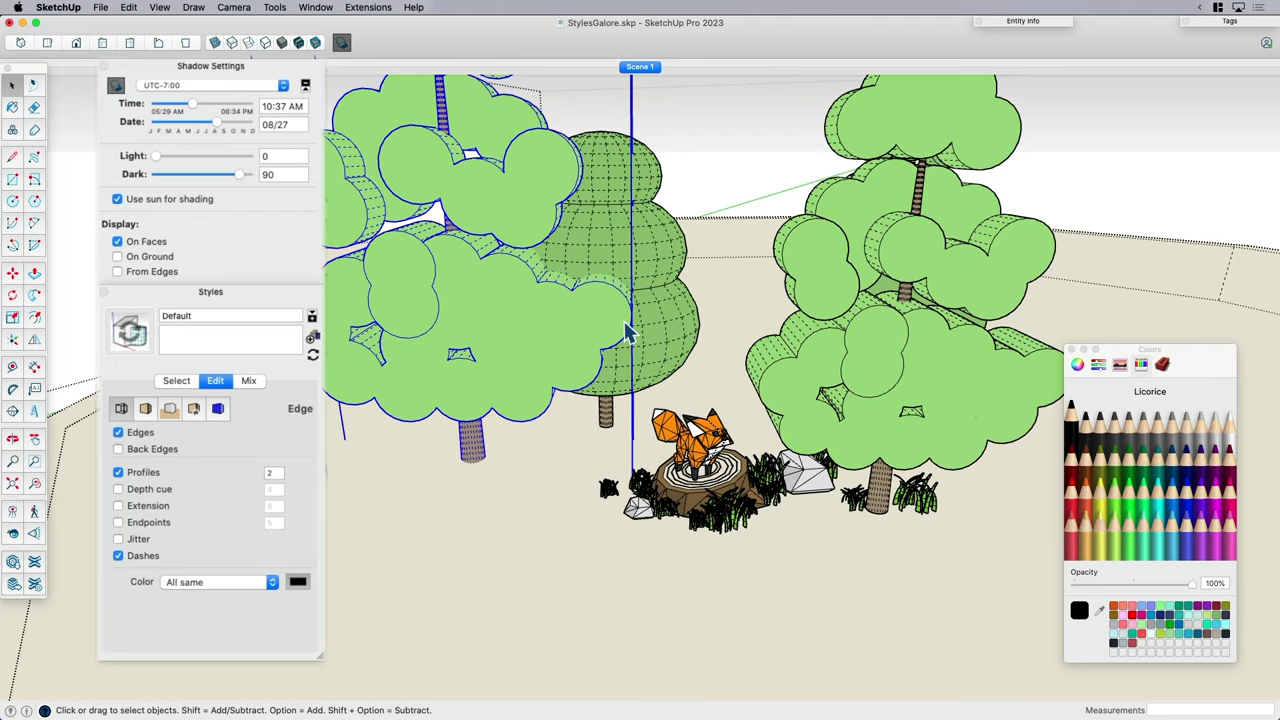 SketchUp File Edit View Draw Camera Tools Window Extensions Help
StylesGalore.skp - SketchUp Pro 2023
Entity Info
Tags
Scene 1
Shadow Settings
UTC-7:00
Time: 10:37 AM
05:29 AM 06:34 PM
Date: 08/27
J F M A M J J A S O N D
Light: 0
Dark: 90
Use sun for shading
Display:
On Faces
On Ground
From Edges
Styles
Default
Select Edit Mix
Edge
Edges
Back Edges
Profiles 2
Depth cue 4
Extension 6
Endpoints 5
Jitter
Dashes
Color All same
Colors
Licorice
Opacity
100%
Click or drag to select objects. Shift = Add/Subtract. Option = Add. Shift + Option = Subtract.
Measurements